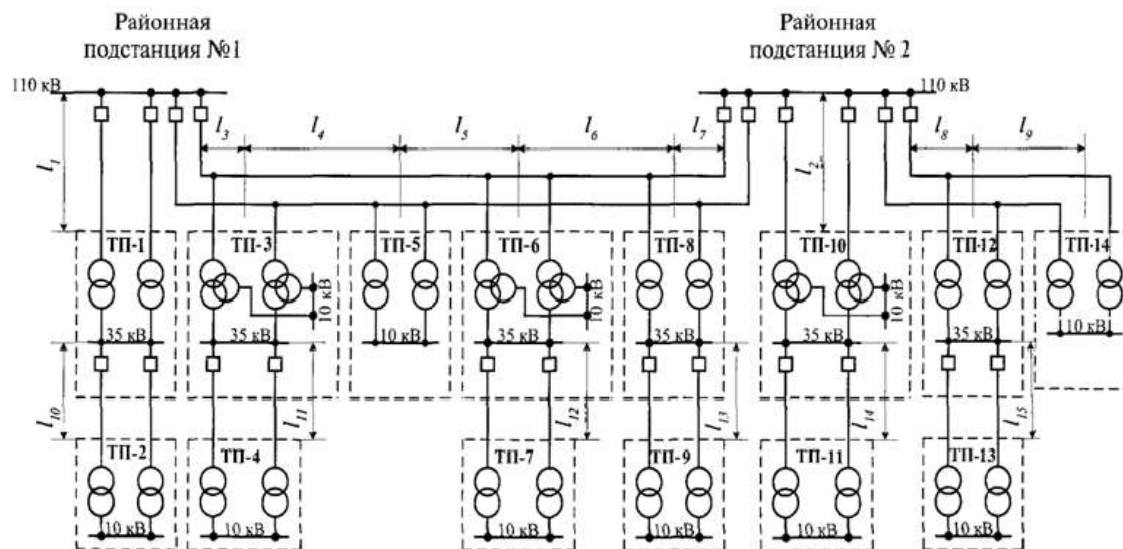 Районная
подстанция №1
Районная
подстанция № 2
110 кВ
110 кВ
l3
l4
l5
l6
l7
l8
l9
l1
l2
ТП-1
ТП-3
ТП-5
ТП-6
ТП-8
ТП-10
ТП-12
ТП-14
10 кВ
10 кВ
10 кВ
35 кВ
35 кВ
10 кВ
35 кВ
35 кВ
35 кВ
35 кВ
10 кВ
l10
l11
l12
l13
l14
l15
ТП-2
ТП-4
ТП-7
ТП-9
ТП-11
ТП-13
10 кВ
10 кВ
10 кВ
10 кВ
10 кВ
10 кВ